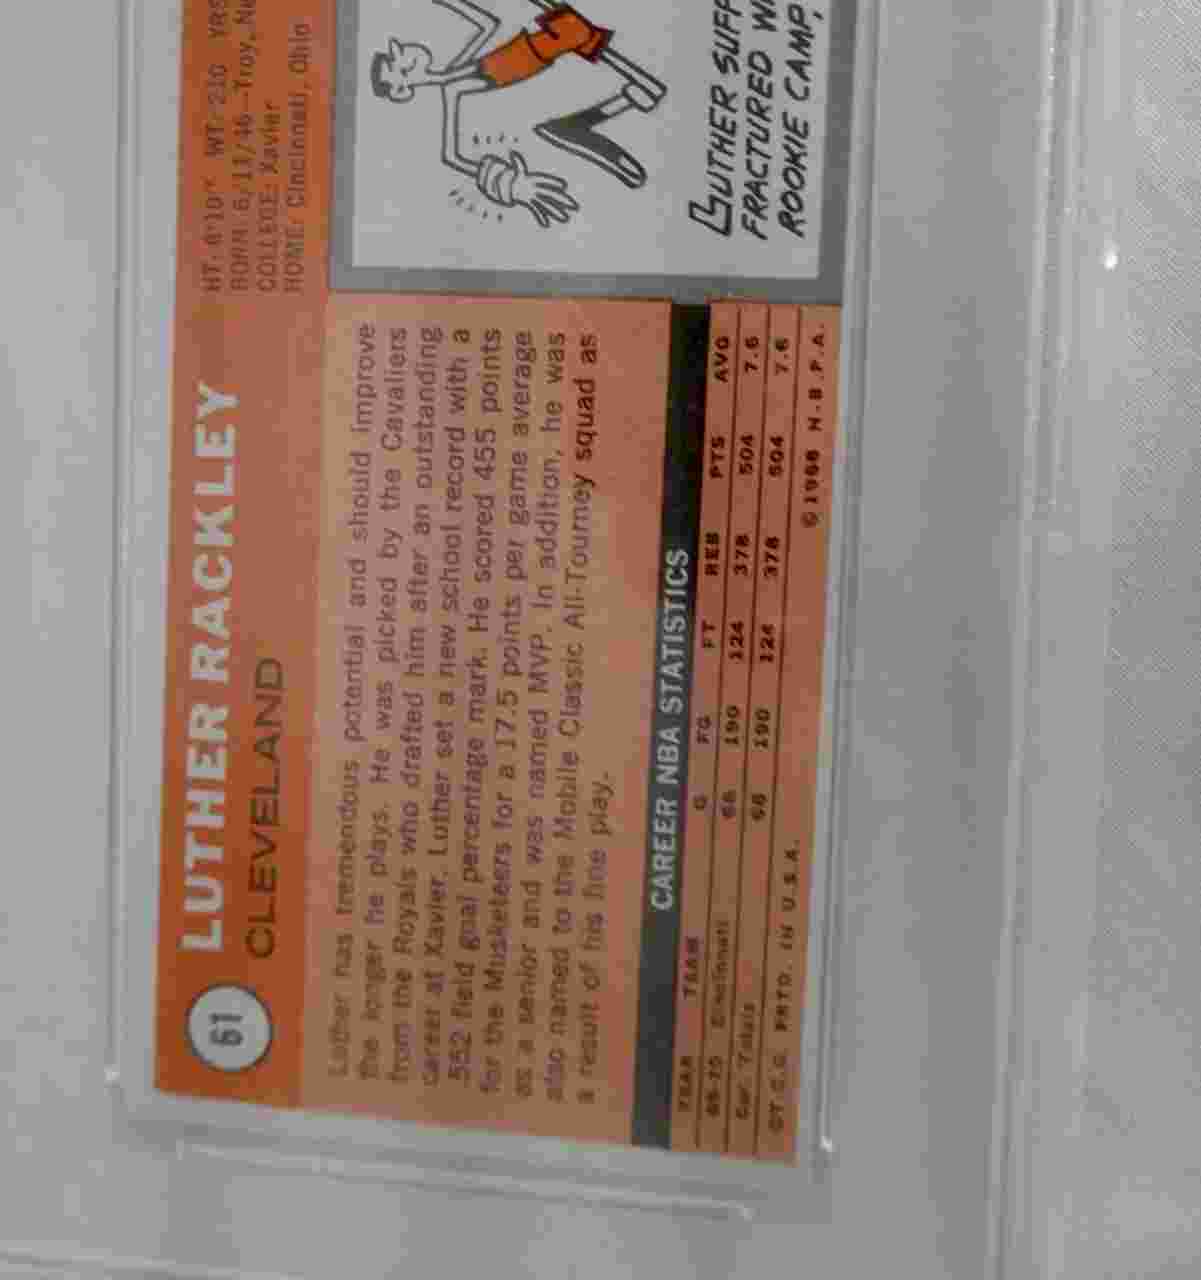 61
LUTHER RACKLEY
CLEVELAND
HT: 6'10" WT: 210 YRS
BORN: 6/11/46—Troy, Ne
COLLEGE: Xavier
HOME: Cincinnati, Ohio
Luther has tremendous potential and should improve
the longer he plays. He was picked by the Cavaliers
from the Royals who drafted him after an outstanding
career at Xavier. Luther set a new school record with a
.552 field goal percentage mark. He scored 455 points
for the Musketeers for a 17.5 points per game average
as a senior and was named MVP. In addition, he was
also named to the Mobile Classic All-Tourney squad as
a result of his fine play.
LUTHER SUFF
FRACTURED WR
ROOKIE CAMP,
CAREER NBA STATISTICS
YEAR TEAM G FG FT REB PTS AVG
69-70 Cincinnati 66 190 124 378 504 7.6
Car. Totals 66 190 124 378 504 7.6
©T.C.G. PRTD. IN U.S.A. ©1968 N.B.P.A.